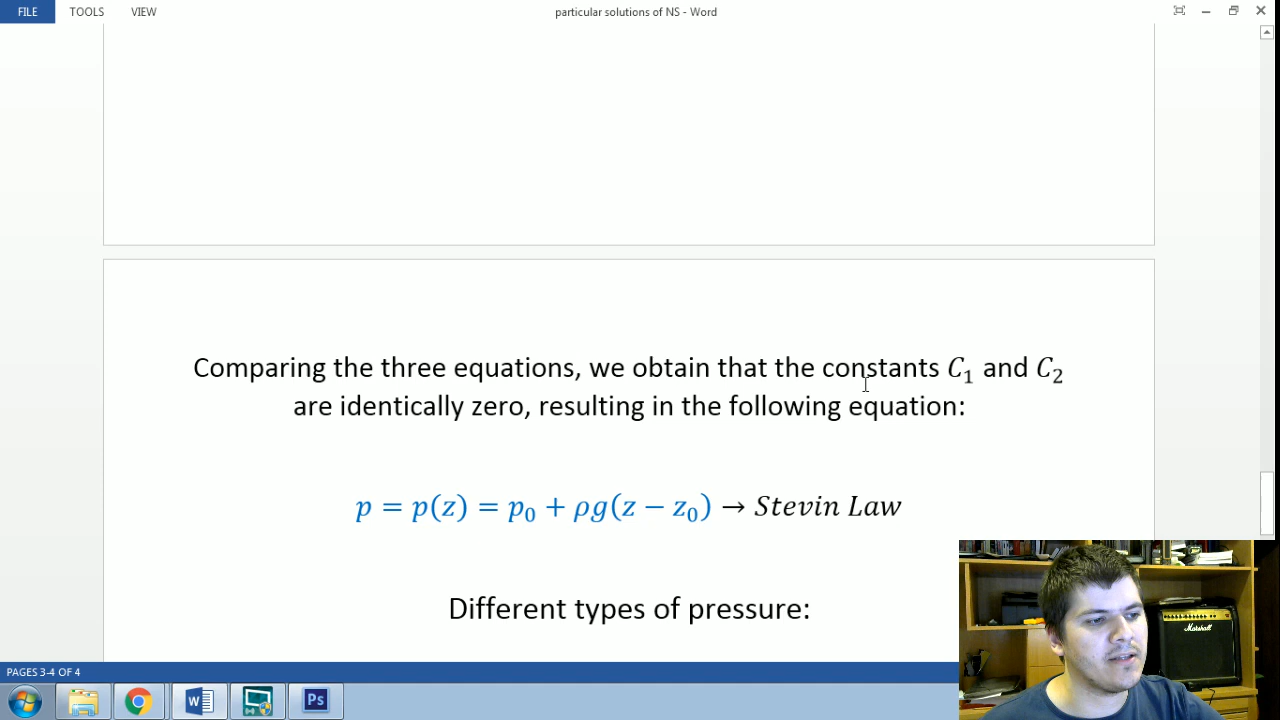 FILE TOOLS VIEW particular solutions of NS - Word
Comparing the three equations, we obtain that the constants C₁ and C₂
are identically zero, resulting in the following equation:
p = p(z) = p₀ + ρg(z − z₀) → Stevin Law
Different types of pressure:
Marshall
PAGES 3-4 OF 4
W
Ps